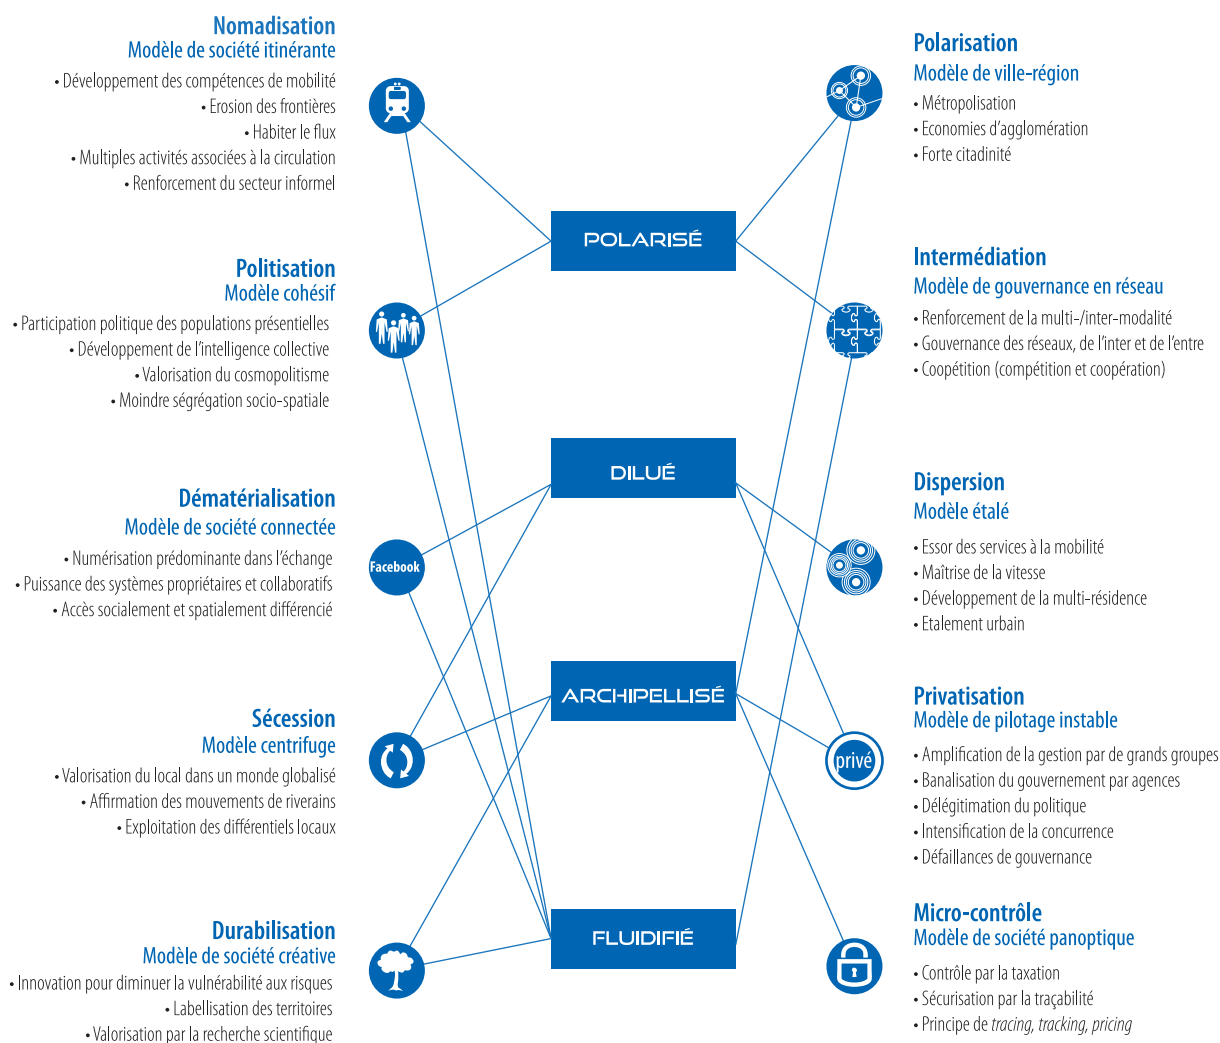 Nomadisation
Modèle de société itinérante
• Développement des compétences de mobilité
• Erosion des frontières
• Habiter le flux
• Multiples activités associées à la circulation
• Renforcement du secteur informel
Politisation
Modèle cohésif
• Participation politique des populations présentielles
• Développement de l'intelligence collective
• Valorisation du cosmopolitisme
• Moindre ségrégation socio-spatiale
Dématérialisation
Modèle de société connectée
• Numérisation prédominante dans l'échange
• Puissance des systèmes propriétaires et collaboratifs
• Accès socialement et spatialement différencié
Facebook
Sécession
Modèle centrifuge
• Valorisation du local dans un monde globalisé
• Affirmation des mouvements de riverains
• Exploitation des différentiels locaux
Durabilisation
Modèle de société créative
• Innovation pour diminuer la vulnérabilité aux risques
• Labellisation des territoires
• Valorisation par la recherche scientifique
POLARISÉ
DILUÉ
ARCHIPELLISÉ
FLUIDIFIÉ
Polarisation
Modèle de ville-région
• Métropolisation
• Economies d'agglomération
• Forte citadinité
Intermédiation
Modèle de gouvernance en réseau
• Renforcement de la multi-/inter-modalité
• Gouvernance des réseaux, de l'inter et de l'entre
• Coopétition (compétition et coopération)
Dispersion
Modèle étalé
• Essor des services à la mobilité
• Maîtrise de la vitesse
• Développement de la multi-résidence
• Etalement urbain
Privatisation
Modèle de pilotage instable
privé
• Amplification de la gestion par de grands groupes
• Banalisation du gouvernement par agences
• Délégitimation du politique
• Intensification de la concurrence
• Défaillances de gouvernance
Micro-contrôle
Modèle de société panoptique
• Contrôle par la taxation
• Sécurisation par la traçabilité
• Principe de tracing, tracking, pricing